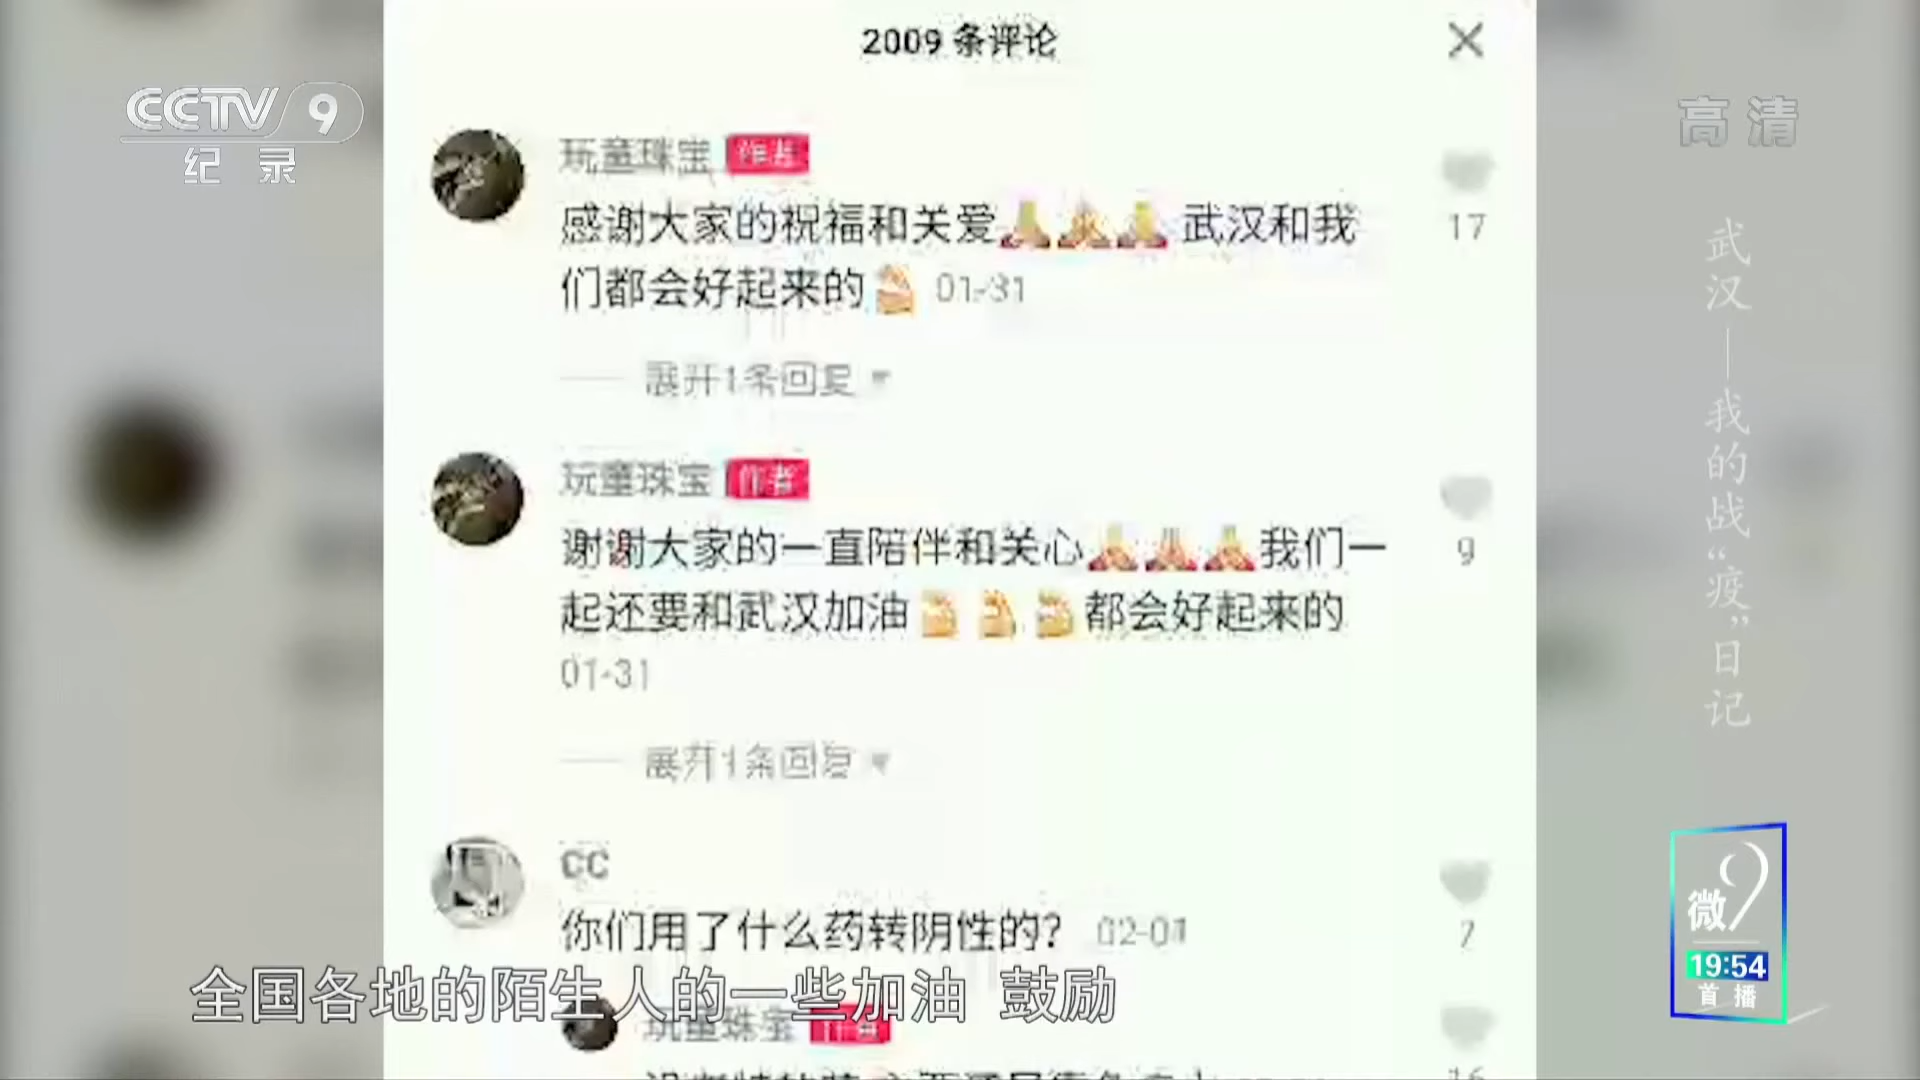 2009 条评论
CCTV 9
纪录
高清
玩童珠宝 作者
感谢大家的祝福和关爱🙏🙏🙏 武汉和我
们都会好起来的💪 01-31
17
展开1条回复
玩童珠宝 作者
谢谢大家的一直陪伴和关心🙏🙏🙏我们一
起还要和武汉加油💪💪💪都会好起来的
01-31
9
展开1条回复
CC
你们用了什么药转阴性的? 02-01
7
全国各地的陌生人的一些加油 鼓励
玩童珠宝 作者
16
武汉—我的战“疫”日记
微9
19:54
首播